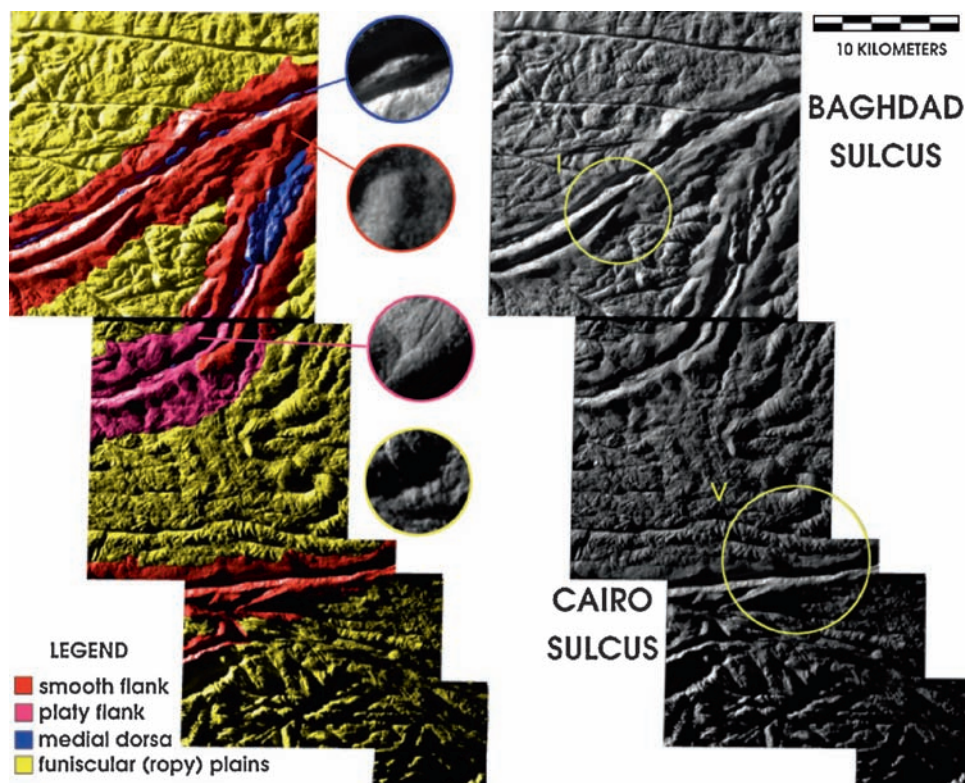 10 KILOMETERS
BAGHDAD
SULCUS
I
V
CAIRO
SULCUS
LEGEND
smooth flank
platy flank
medial dorsa
funiscular (ropy) plains